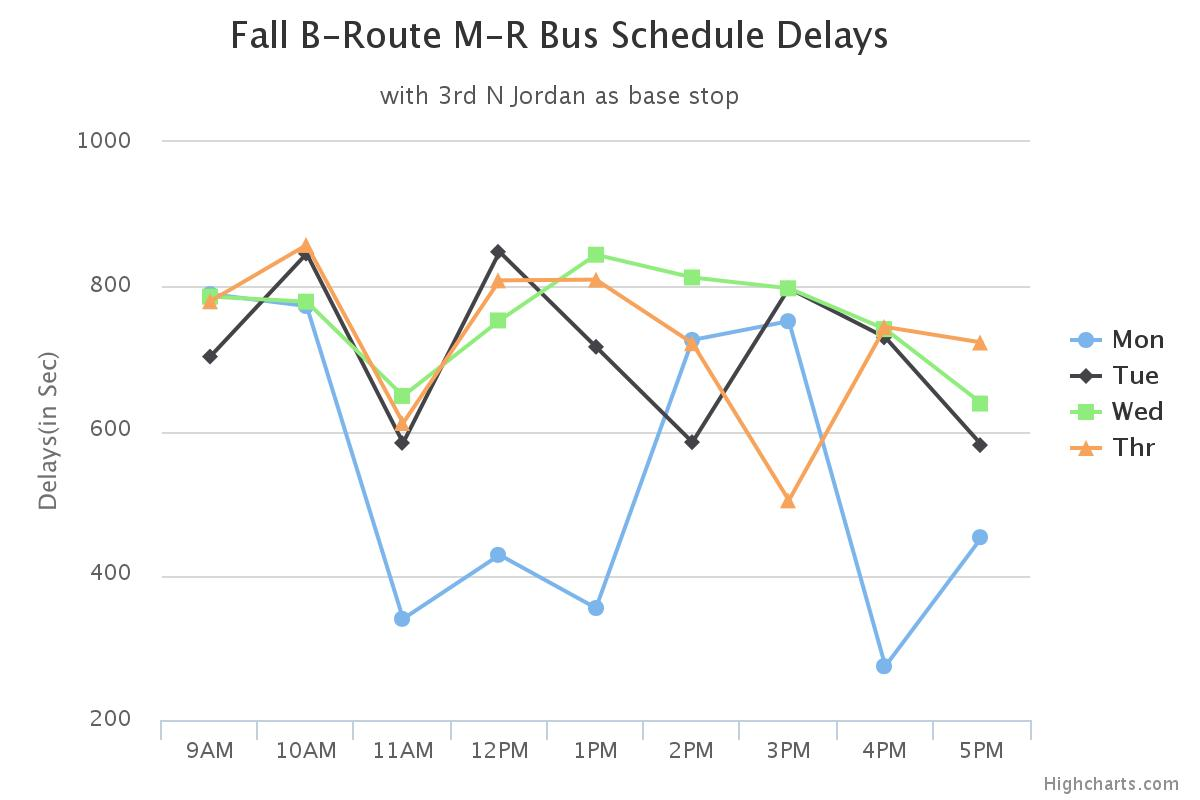 Fall B-Route M-R Bus Schedule Delays
with 3rd N Jordan as base stop
Delays(in Sec)
1000
800
600
400
200
9AM 10AM 11AM 12PM 1PM 2PM 3PM 4PM 5PM
Mon
Tue
Wed
Thr
Highcharts.com